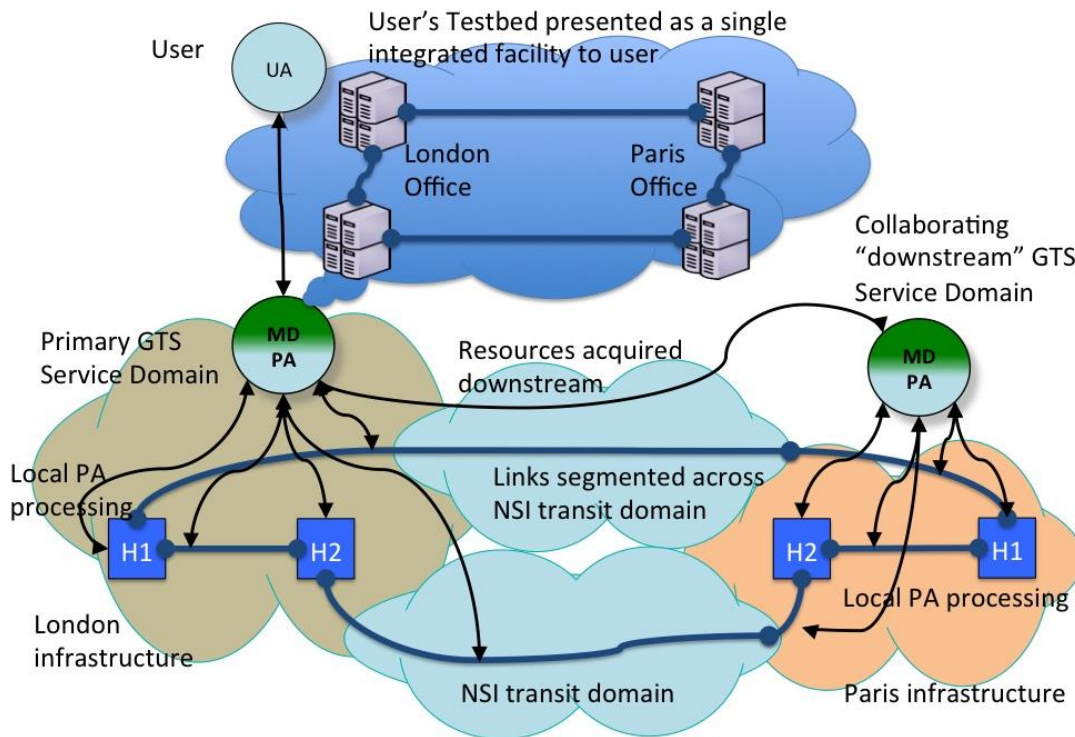 User's Testbed presented as a single
integrated facility to user
User
UA
London
Office
Paris
Office
Collaborating
“downstream” GTS
Service Domain
Primary GTS
Service Domain
MD
PA
Resources acquired
downstream
MD
PA
Local PA
processing
Links segmented across
NSI transit domain
H1
H2
H2
H1
Local PA processing
London
infrastructure
NSI transit domain
Paris infrastructure